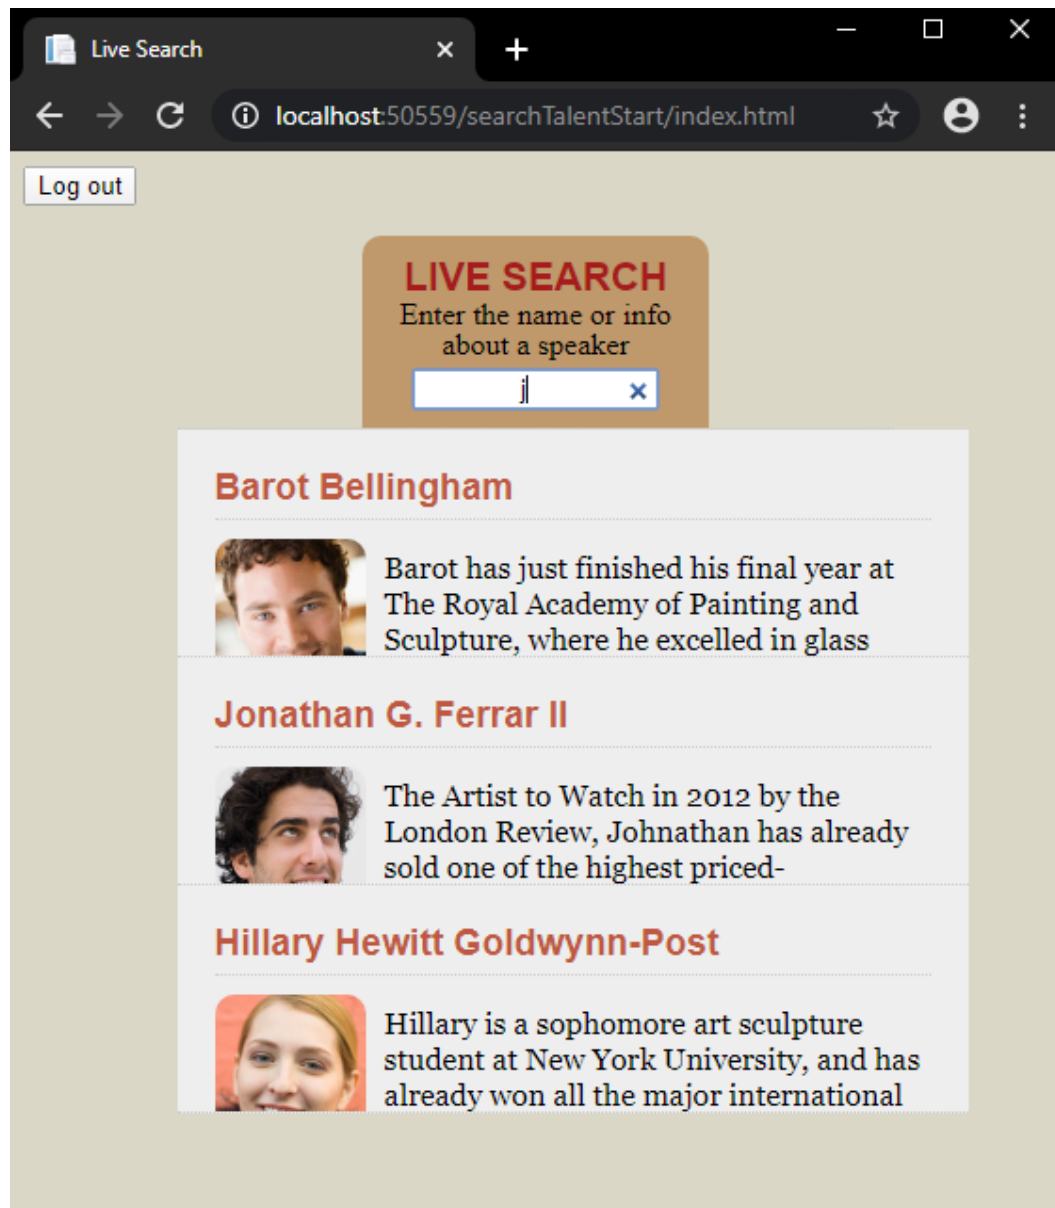 Live Search
localhost:50559/searchTalentStart/index.html
Log out
LIVE SEARCH
Enter the name or info
about a speaker
j
Barot Bellingham
Barot has just finished his final year at
The Royal Academy of Painting and
Sculpture, where he excelled in glass
Jonathan G. Ferrar II
The Artist to Watch in 2012 by the
London Review, Johnathan has already
sold one of the highest priced-
Hillary Hewitt Goldwynn-Post
Hillary is a sophomore art sculpture
student at New York University, and has
already won all the major international